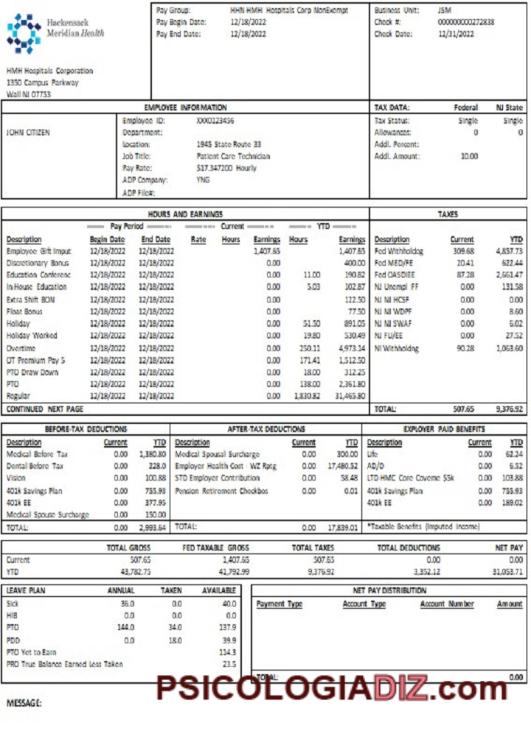 Hackensack
Meridian Health
HMH Hospitals Corporation
1350 Campus Parkway
Wall NJ 07753
Pay Group: HHN HMH Hospitals Corp NonExempt
Pay Begin Date: 12/18/2022
Pay End Date: 12/18/2022
Business Unit: JSM
Check #: 000000000272838
Check Date: 12/31/2022
EMPLOYEE INFORMATION
JOHN CITIZEN
Employee ID: XXX0123456
Department:
Location: 1945 State Route 33
Job Title: Patient Care Technician
Pay Rate: $17.347200 Hourly
ADP Company: YNG
ADP File#:
TAX DATA: Federal NJ State
Tax Status: Single Single
Allowances: 0 0
Addl. Percent:
Addl. Amount: 10.00
HOURS AND EARNINGS
Pay Period Current YTD
Description Begin Date End Date Rate Hours Earnings Hours Earnings
Employee Gift Imput 12/18/2022 12/18/2022 1,407.65 1,407.65
Discretionary Bonus 12/18/2022 12/18/2022 0.00 400.00
Education Conferenc 12/18/2022 12/18/2022 0.00 11.00 190.82
In House Education 12/18/2022 12/18/2022 0.00 5.03 102.87
Extra Shift BON 12/18/2022 12/18/2022 0.00 122.50
Float Bonus 12/18/2022 12/18/2022 0.00 77.50
Holiday 12/18/2022 12/18/2022 0.00 51.50 891.05
Holiday Worked 12/18/2022 12/18/2022 0.00 19.80 530.49
Overtime 12/18/2022 12/18/2022 0.00 250.11 4,973.14
OT Premium Pay 5 12/18/2022 12/18/2022 0.00 171.41 1,512.50
PTO Draw Down 12/18/2022 12/18/2022 0.00 18.00 312.25
PTO 12/18/2022 12/18/2022 0.00 138.00 2,361.80
Regular 12/18/2022 12/18/2022 0.00 1,830.82 31,465.80
CONTINUED NEXT PAGE
TAXES
Description Current YTD
Fed Withholdng 309.68 4,857.73
Fed MED/EE 20.41 622.44
Fed OASDI/EE 87.28 2,661.47
NJ Unempl EE 0.00 131.58
NJ NJ HCSF 0.00 0.00
NJ NJ WDPF 0.00 8.60
NJ NJ SWAF 0.00 6.02
NJ FLI/EE 0.00 27.52
NJ Withholdng 90.28 1,063.60
TOTAL: 507.65 9,376.92
BEFORE-TAX DEDUCTIONS
Description Current YTD
Medical Before Tax 0.00 1,380.80
Dental Before Tax 0.00 228.0
Vision 0.00 100.88
401k Savings Plan 0.00 755.93
401k EE 0.00 377.95
Medical Spouse Surcharge 0.00 150.00
TOTAL: 0.00 2,993.64
AFTER-TAX DEDUCTIONS
Description Current YTD
Medical Spousal Surcharge 0.00 300.00
Employer Health Cost - W2 Rptg 0.00 17,480.52
STD Employer Contribution 0.00 58.48
Pension Retirement Checkbos 0.00 0.01
TOTAL: 0.00 17,839.01
EXPLOYER PAID BENEFITS
Description Current YTD
Life 0.00 62.24
AD/D 0.00 6.52
LTD HMC Core Coverne $5k 0.00 103.88
401k Savings Plan 0.00 755.93
401k EE 0.00 189.02
*Taxable Benefits (Imputed Income)
TOTAL GROSS FED TAXABLE GROSS TOTAL TAXES TOTAL DEDUCTIONS NET PAY
Current 507.65 1,407.65 507.65 0.00 0.00
YTD 43,782.75 41,792.99 9,376.92 3,352.12 31,053.71
LEAVE PLAN ANNUAL TAKEN AVAILABLE
Sick 36.0 0.0 40.0
HIB 0.0 0.0 0.0
PTO 144.0 34.0 137.9
PDD 0.0 18.0 39.9
PTO Yet to Earn 114.3
PRO True Balance Earned Less Taken 23.5
NET PAY DISTRIBUTION
Payment Type Account Type Account Number Amount
TOTAL: 0.00
PSICOLOGIADIZ.com
MESSAGE: